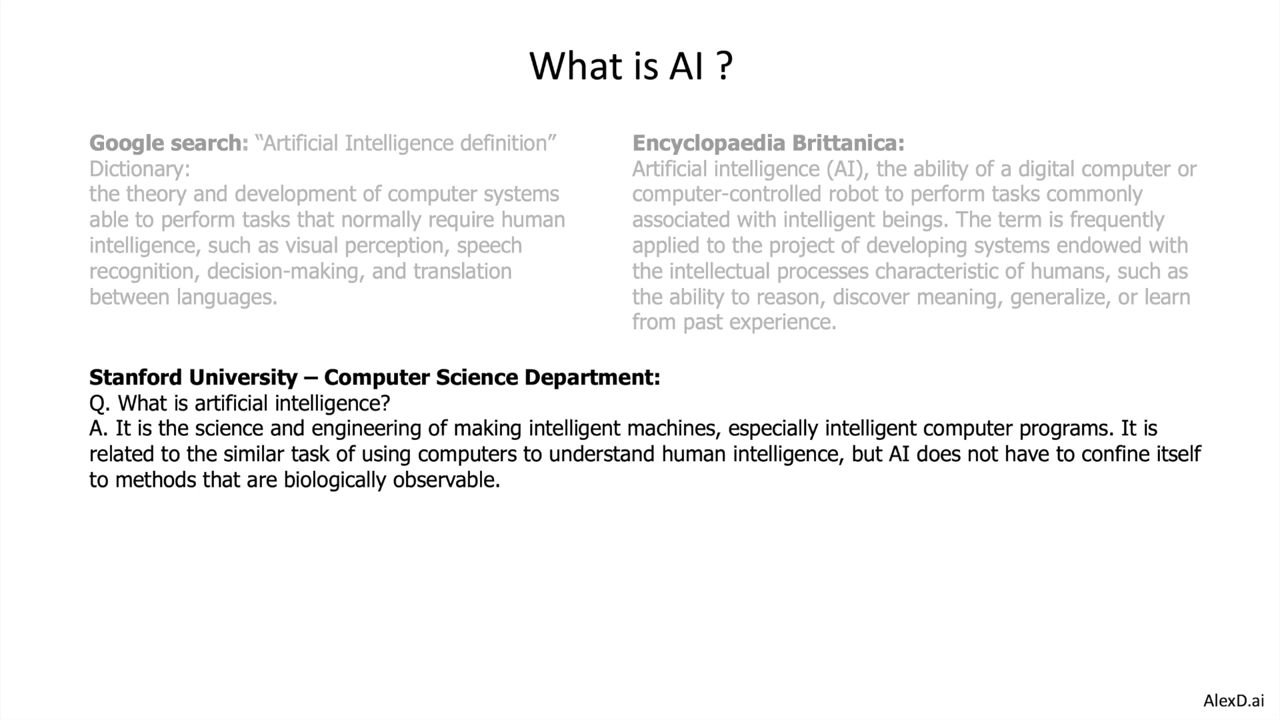 What is AI ?
Google search: “Artificial Intelligence definition”
Dictionary:
the theory and development of computer systems
able to perform tasks that normally require human
intelligence, such as visual perception, speech
recognition, decision-making, and translation
between languages.
Encyclopaedia Brittanica:
Artificial intelligence (AI), the ability of a digital computer or
computer-controlled robot to perform tasks commonly
associated with intelligent beings. The term is frequently
applied to the project of developing systems endowed with
the intellectual processes characteristic of humans, such as
the ability to reason, discover meaning, generalize, or learn
from past experience.
Stanford University – Computer Science Department:
Q. What is artificial intelligence?
A. It is the science and engineering of making intelligent machines, especially intelligent computer programs. It is
related to the similar task of using computers to understand human intelligence, but AI does not have to confine itself
to methods that are biologically observable.
AlexD.ai